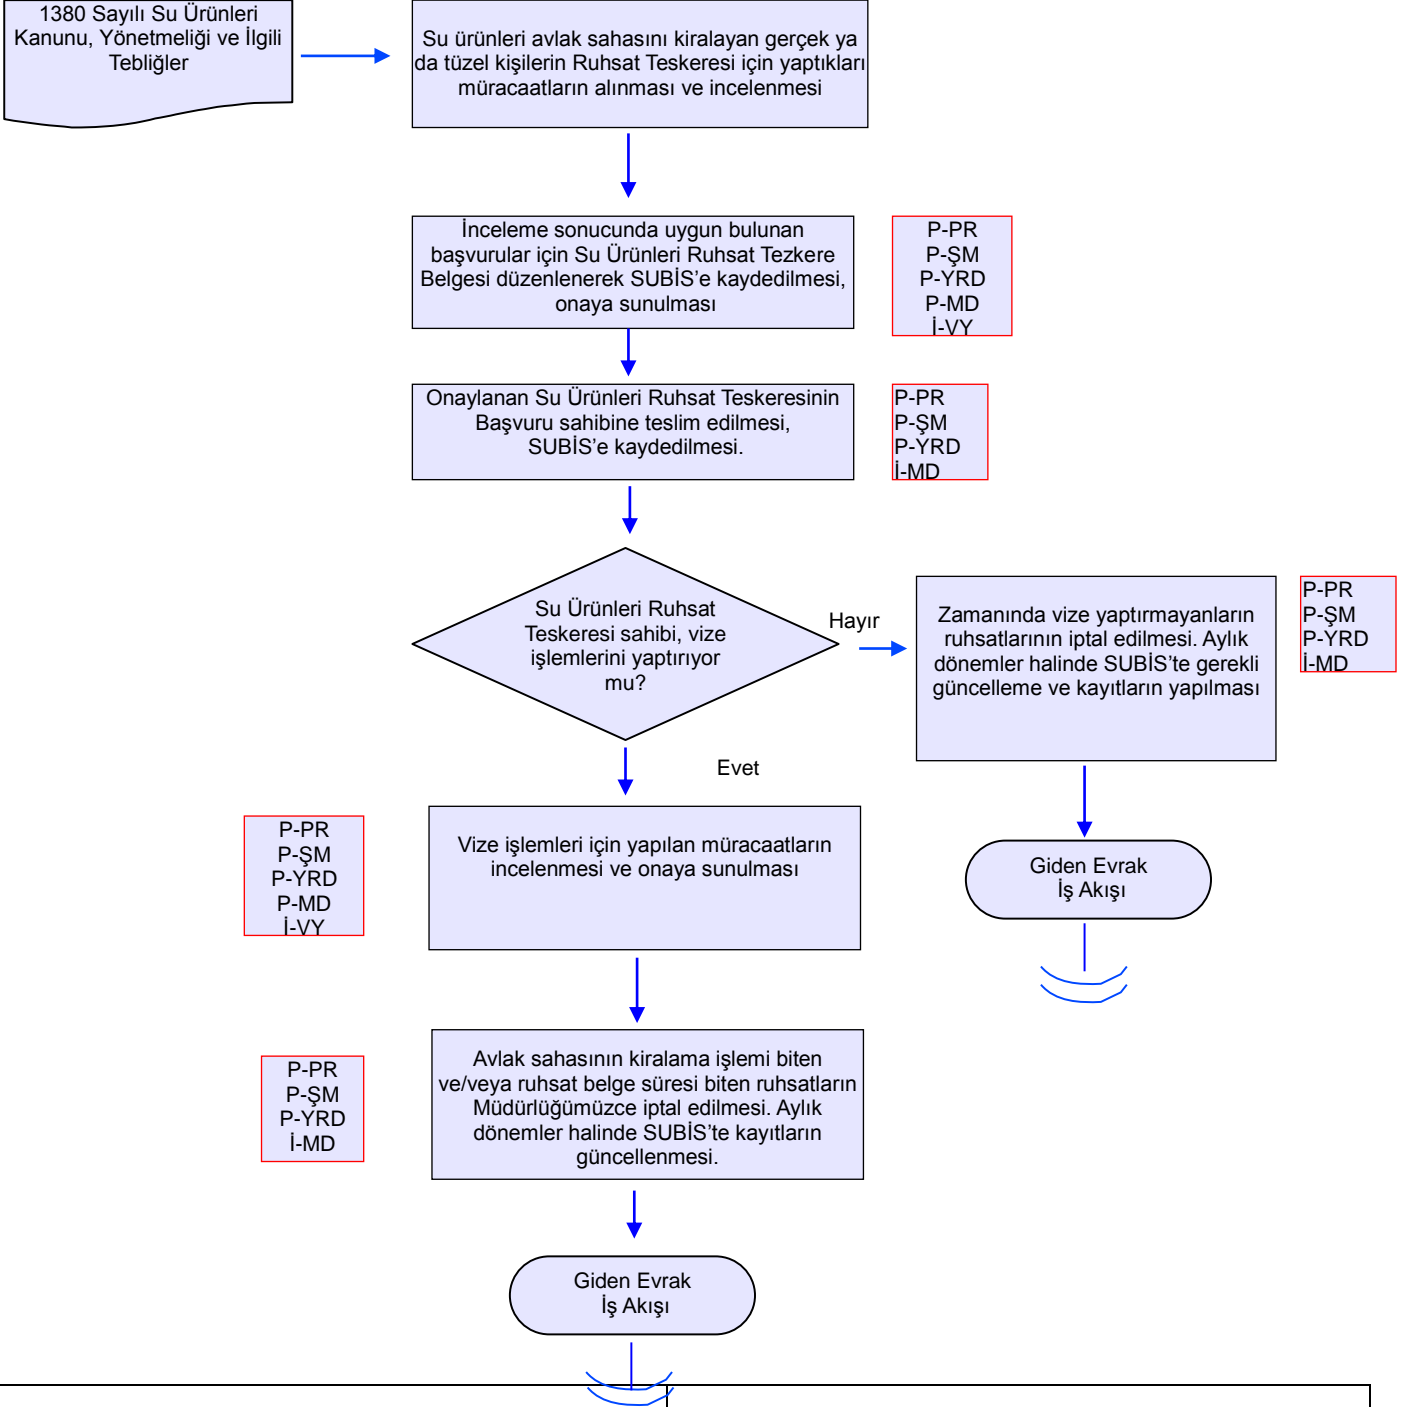 1380 Sayılı Su Ürünleri
Kanunu, Yönetmeliği ve İlgili
Tebliğler
Su ürünleri avlak sahasını kiralayan gerçek ya
da tüzel kişilerin Ruhsat Teskeresi için yaptıkları
müracaatların alınması ve incelenmesi
İnceleme sonucunda uygun bulunan
başvurular için Su Ürünleri Ruhsat Tezkere
Belgesi düzenlenerek SUBİS’e kaydedilmesi,
onaya sunulması
P-PR
P-ŞM
P-YRD
P-MD
İ-VY
Onaylanan Su Ürünleri Ruhsat Teskeresinin
Başvuru sahibine teslim edilmesi,
SUBİS’e kaydedilmesi.
P-PR
P-ŞM
P-YRD
İ-MD
Su Ürünleri Ruhsat
Teskeresi sahibi, vize
işlemlerini yaptırıyor
mu?
Hayır
Zamanında vize yaptırmayanların
ruhsatlarının iptal edilmesi. Aylık
dönemler halinde SUBİS’te gerekli
güncelleme ve kayıtların yapılması
P-PR
P-ŞM
P-YRD
İ-MD
Evet
P-PR
P-ŞM
P-YRD
P-MD
İ-VY
Vize işlemleri için yapılan müracaatların
incelenmesi ve onaya sunulması
Giden Evrak
İş Akışı
P-PR
P-ŞM
P-YRD
İ-MD
Avlak sahasının kiralama işlemi biten
ve/veya ruhsat belge süresi biten ruhsatların
Müdürlüğümüzce iptal edilmesi. Aylık
dönemler halinde SUBİS’te kayıtların
güncellenmesi.
Giden Evrak
İş Akışı